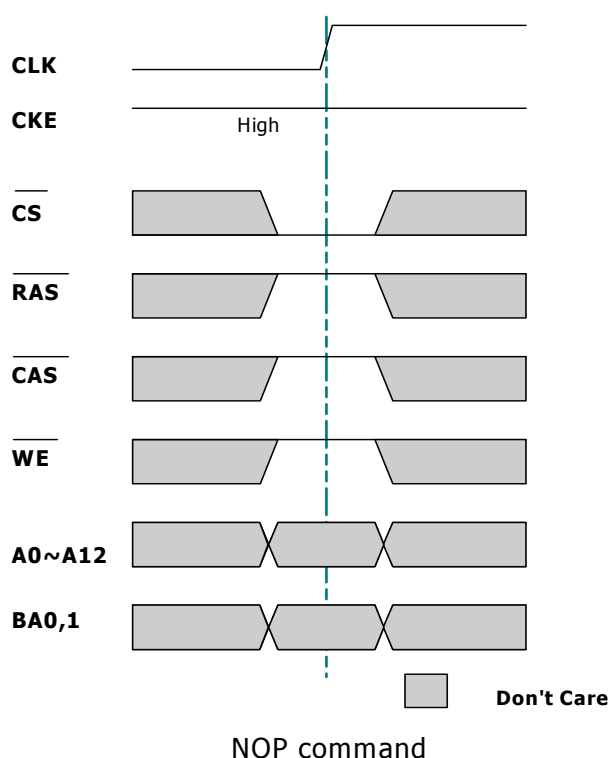 CLK
CKE
High
CS
RAS
CAS
WE
A0~A12
BA0,1
Don't Care
NOP command